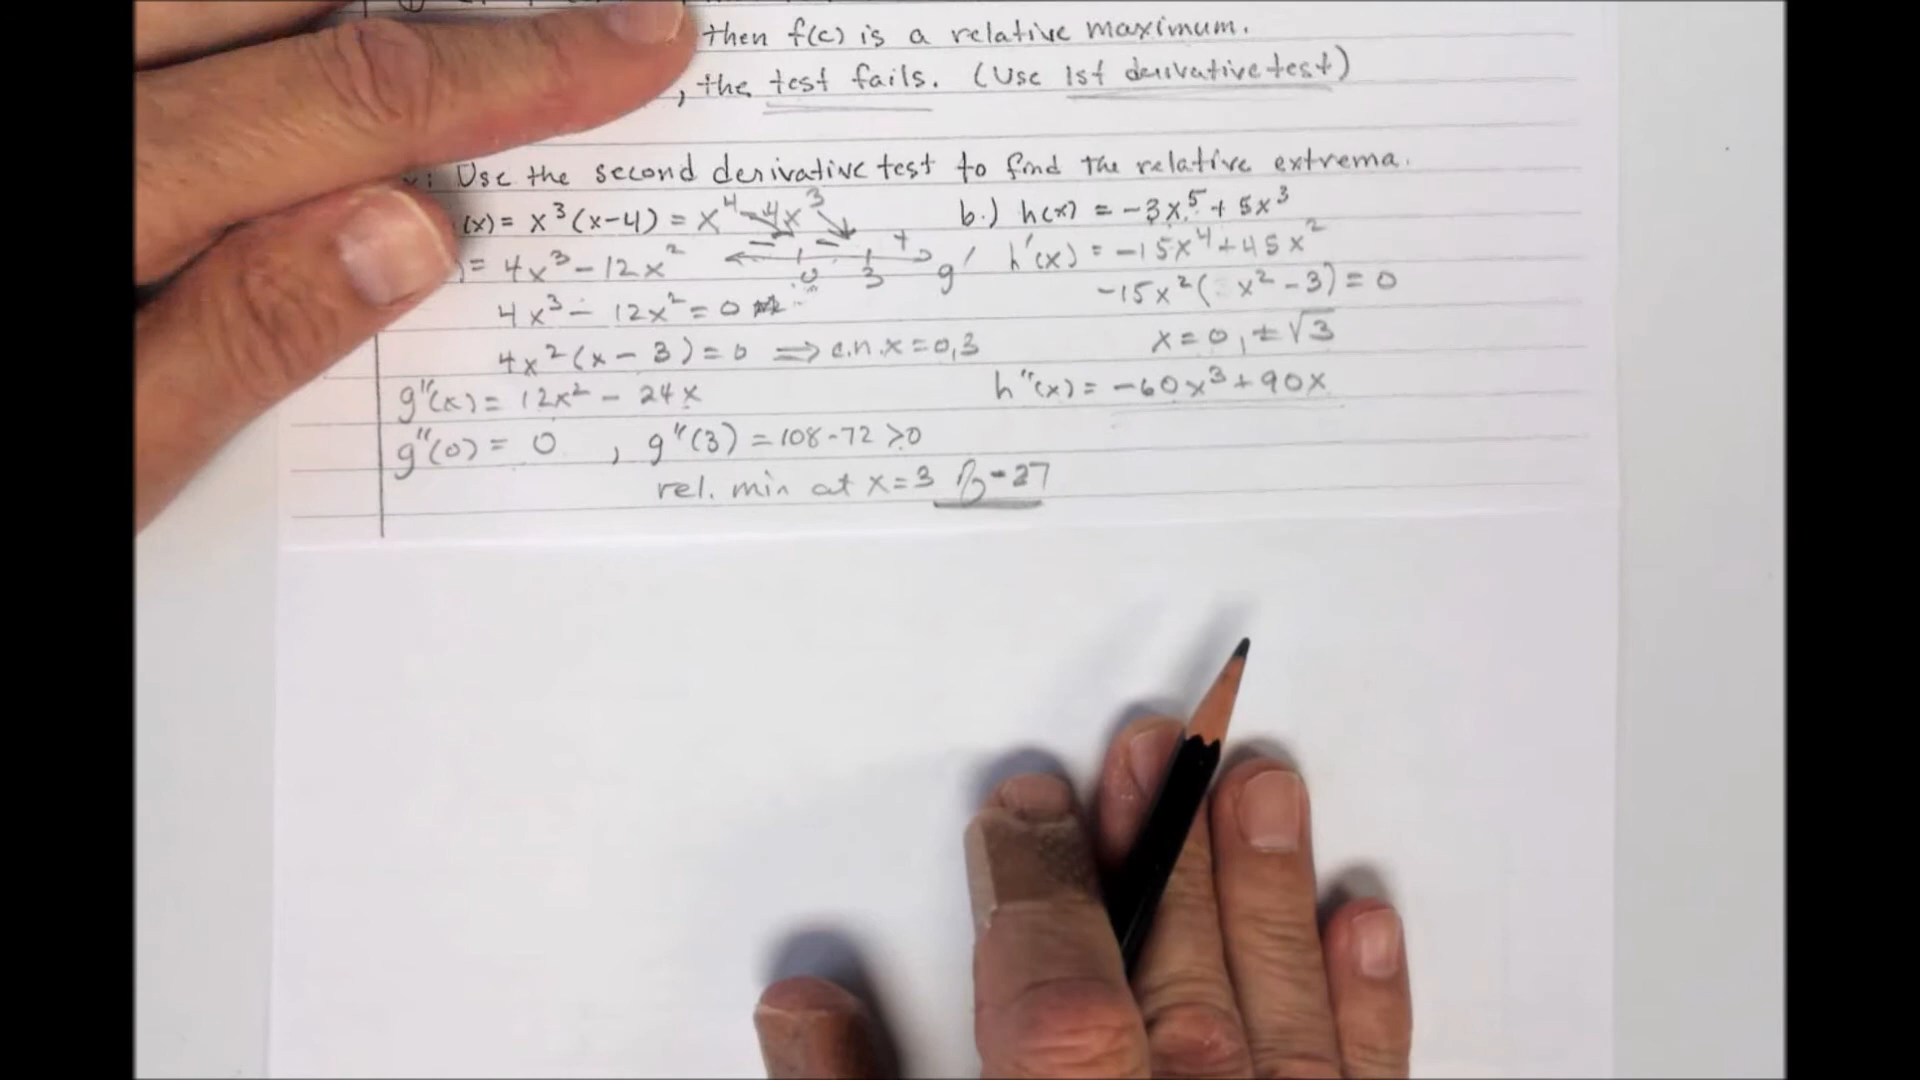 then f(c) is a relative maximum.
, the test fails. (Use 1st derivative test)
: Use the second derivative test to find the relative extrema.
(x) = x³(x-4) = x⁴-4x³
) = 4x³-12x²
- - +
0 3 g'
4x³-12x²=0
4x²(x-3)=0 ⟹ c.n. x=0,3
g"(x) = 12x² - 24x
g"(0) = 0 , g"(3) = 108-72 >0
rel. min at x=3 -27
b.) h(x) = -3x⁵+5x³
h'(x) = -15x⁴+45x²
-15x²( x²-3) = 0
x = 0, ±√3
h"(x) = -60x³+90x